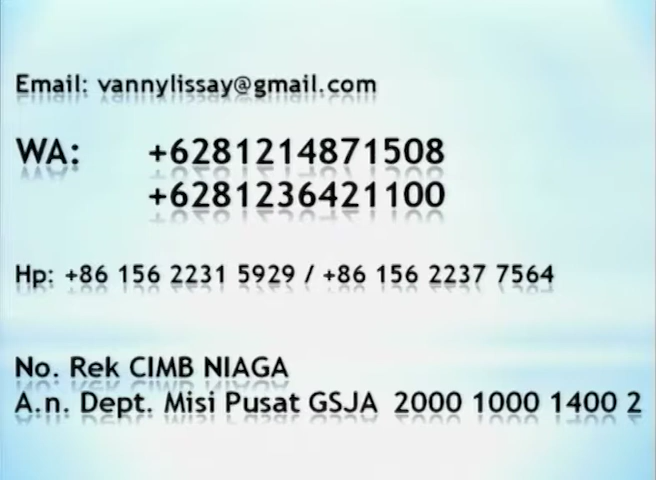 Email: vannylissay@gmail.com
WA: +6281214871508
+6281236421100
Hp: +86 156 2231 5929 / +86 156 2237 7564
No. Rek CIMB NIAGA
A.n. Dept. Misi Pusat GSJA 2000 1000 1400 2